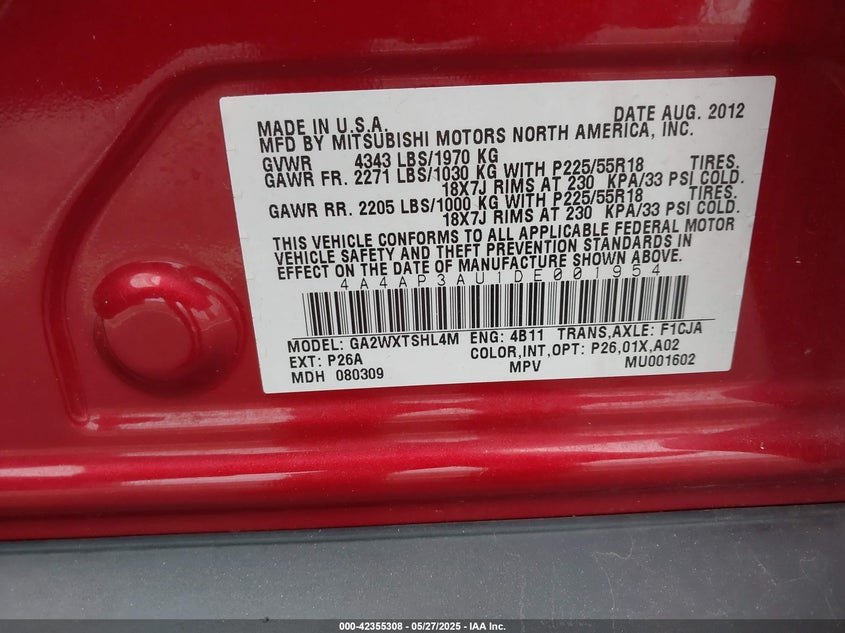 MADE IN U.S.A. DATE AUG. 2012
MFD BY MITSUBISHI MOTORS NORTH AMERICA, INC.
GVWR 4343 LBS/1970 KG
GAWR FR. 2271 LBS/1030 KG WITH P225/55R18 TIRES.
18X7J RIMS AT 230 KPA/33 PSI COLD.
GAWR RR. 2205 LBS/1000 KG WITH P225/55R18 TIRES.
18X7J RIMS AT 230 KPA/33 PSI COLD.
THIS VEHICLE CONFORMS TO ALL APPLICABLE FEDERAL MOTOR
VEHICLE SAFETY AND THEFT PREVENTION STANDARDS IN
EFFECT ON THE DATE OF MANUFACTURE SHOWN ABOVE.
4A4AP3AU1DE001954
MODEL: GA2WXTSHL4M ENG: 4B11 TRANS,AXLE: F1CJA
EXT: P26A COLOR,INT,OPT: P26,01X,A02
MDH 080309 MPV MU001602
000-42355308 - 05/27/2025 - IAA Inc.